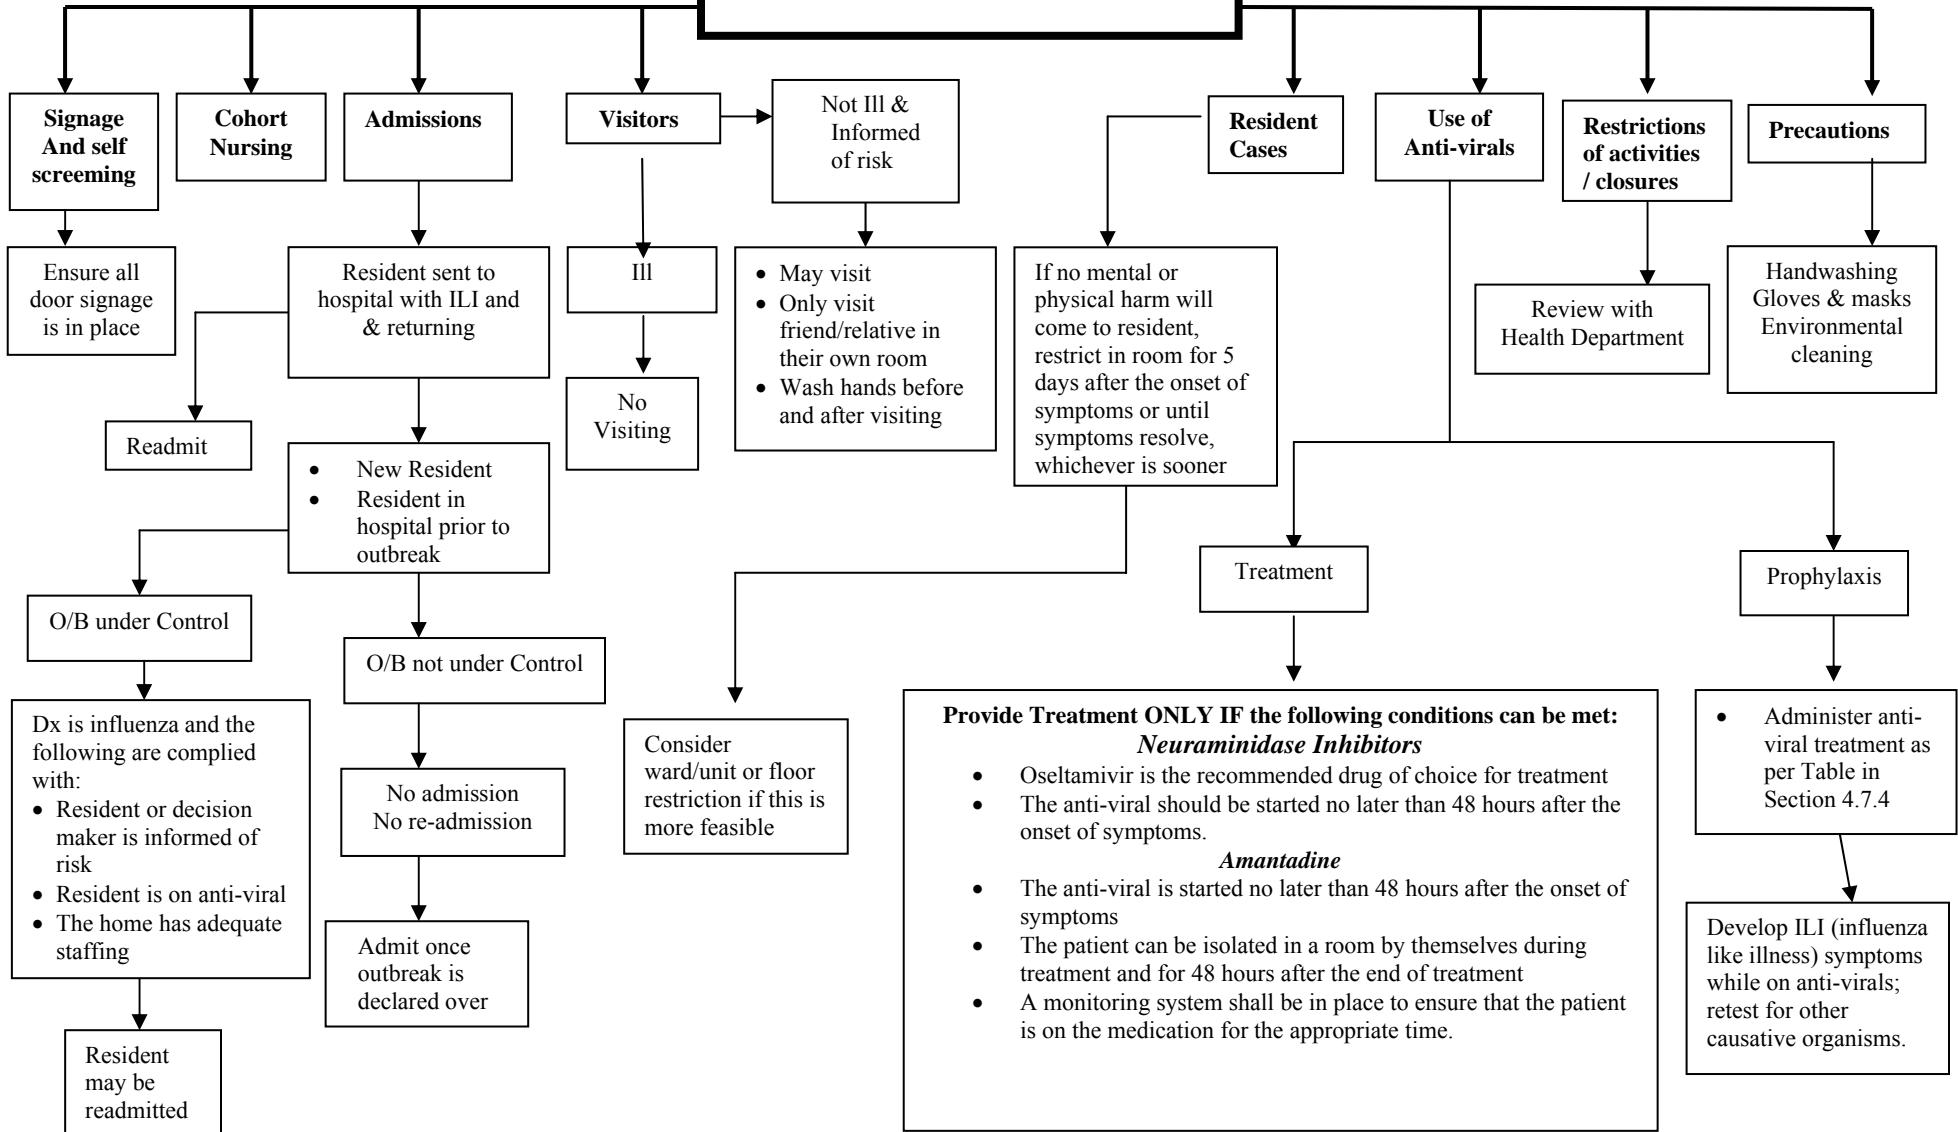 Signage
And self
screeming
Cohort
Nursing
Admissions
Visitors
Not Ill &
Informed
of risk
Resident
Cases
Use of
Anti-virals
Restrictions
of activities
/ closures
Precautions
Ensure all
door signage
is in place
Resident sent to
hospital with ILI and
& returning
Ill
• May visit
• Only visit
friend/relative in
their own room
• Wash hands before
and after visiting
If no mental or
physical harm will
come to resident,
restrict in room for 5
days after the onset of
symptoms or until
symptoms resolve,
whichever is sooner
Review with
Health Department
Handwashing
Gloves & masks
Environmental
cleaning
Readmit
No
Visiting
• New Resident
• Resident in
hospital prior to
outbreak
Treatment
Prophylaxis
O/B under Control
O/B not under Control
Dx is influenza and the
following are complied
with:
• Resident or decision
maker is informed of
risk
• Resident is on anti-viral
• The home has adequate
staffing
No admission
No re-admission
Consider
ward/unit or floor
restriction if this is
more feasible
Provide Treatment ONLY IF the following conditions can be met:
Neuraminidase Inhibitors
• Oseltamivir is the recommended drug of choice for treatment
• The anti-viral should be started no later than 48 hours after the
onset of symptoms.
Amantadine
• The anti-viral is started no later than 48 hours after the onset of
symptoms
• The patient can be isolated in a room by themselves during
treatment and for 48 hours after the end of treatment
• A monitoring system shall be in place to ensure that the patient
is on the medication for the appropriate time.
• Administer anti-
viral treatment as
per Table in
Section 4.7.4
Admit once
outbreak is
declared over
Develop ILI (influenza
like illness) symptoms
while on anti-virals;
retest for other
causative organisms.
Resident
may be
readmitted